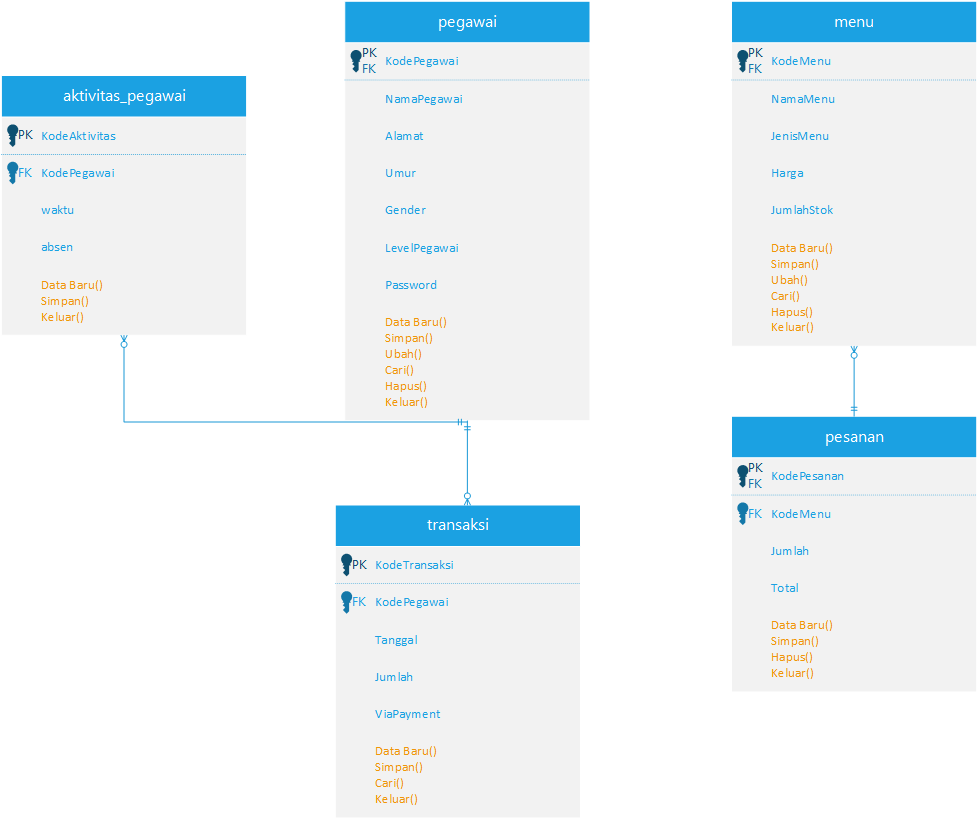 pegawai
PK
FK
KodePegawai
NamaPegawai
Alamat
Umur
Gender
LevelPegawai
Password
Data Baru()
Simpan()
Ubah()
Cari()
Hapus()
Keluar()
menu
PK
FK
KodeMenu
NamaMenu
JenisMenu
Harga
JumlahStok
Data Baru()
Simpan()
Ubah()
Cari()
Hapus()
Keluar()
aktivitas_pegawai
PK KodeAktivitas
FK KodePegawai
waktu
absen
Data Baru()
Simpan()
Keluar()
transaksi
PK KodeTransaksi
FK KodePegawai
Tanggal
Jumlah
ViaPayment
Data Baru()
Simpan()
Cari()
Keluar()
pesanan
PK
FK
KodePesanan
FK KodeMenu
Jumlah
Total
Data Baru()
Simpan()
Hapus()
Keluar()